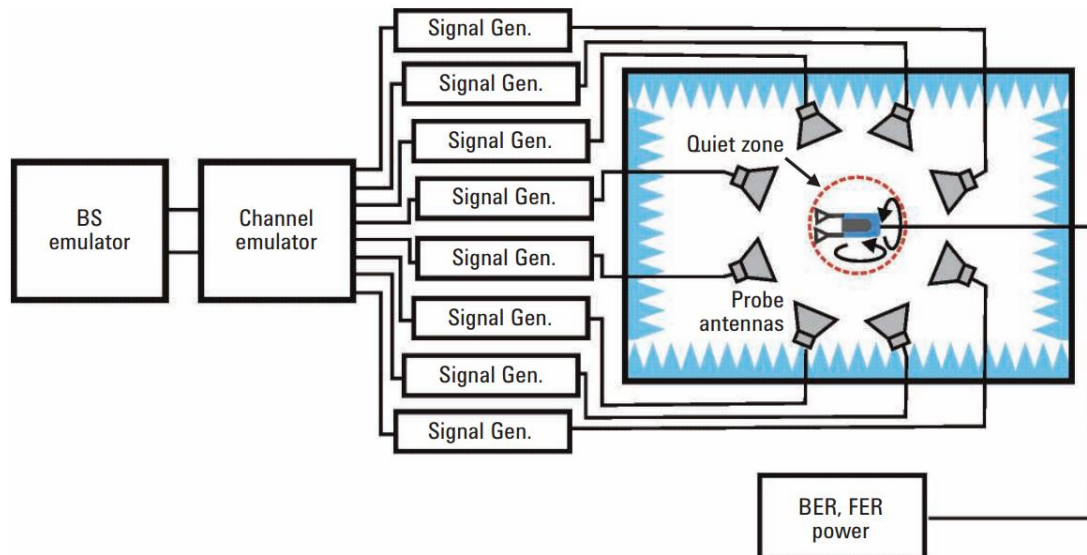 Signal Gen.
Signal Gen.
Signal Gen.
Signal Gen.
Signal Gen.
Signal Gen.
Signal Gen.
Signal Gen.
BS
emulator
Channel
emulator
Quiet zone
Probe
antennas
BER, FER
power